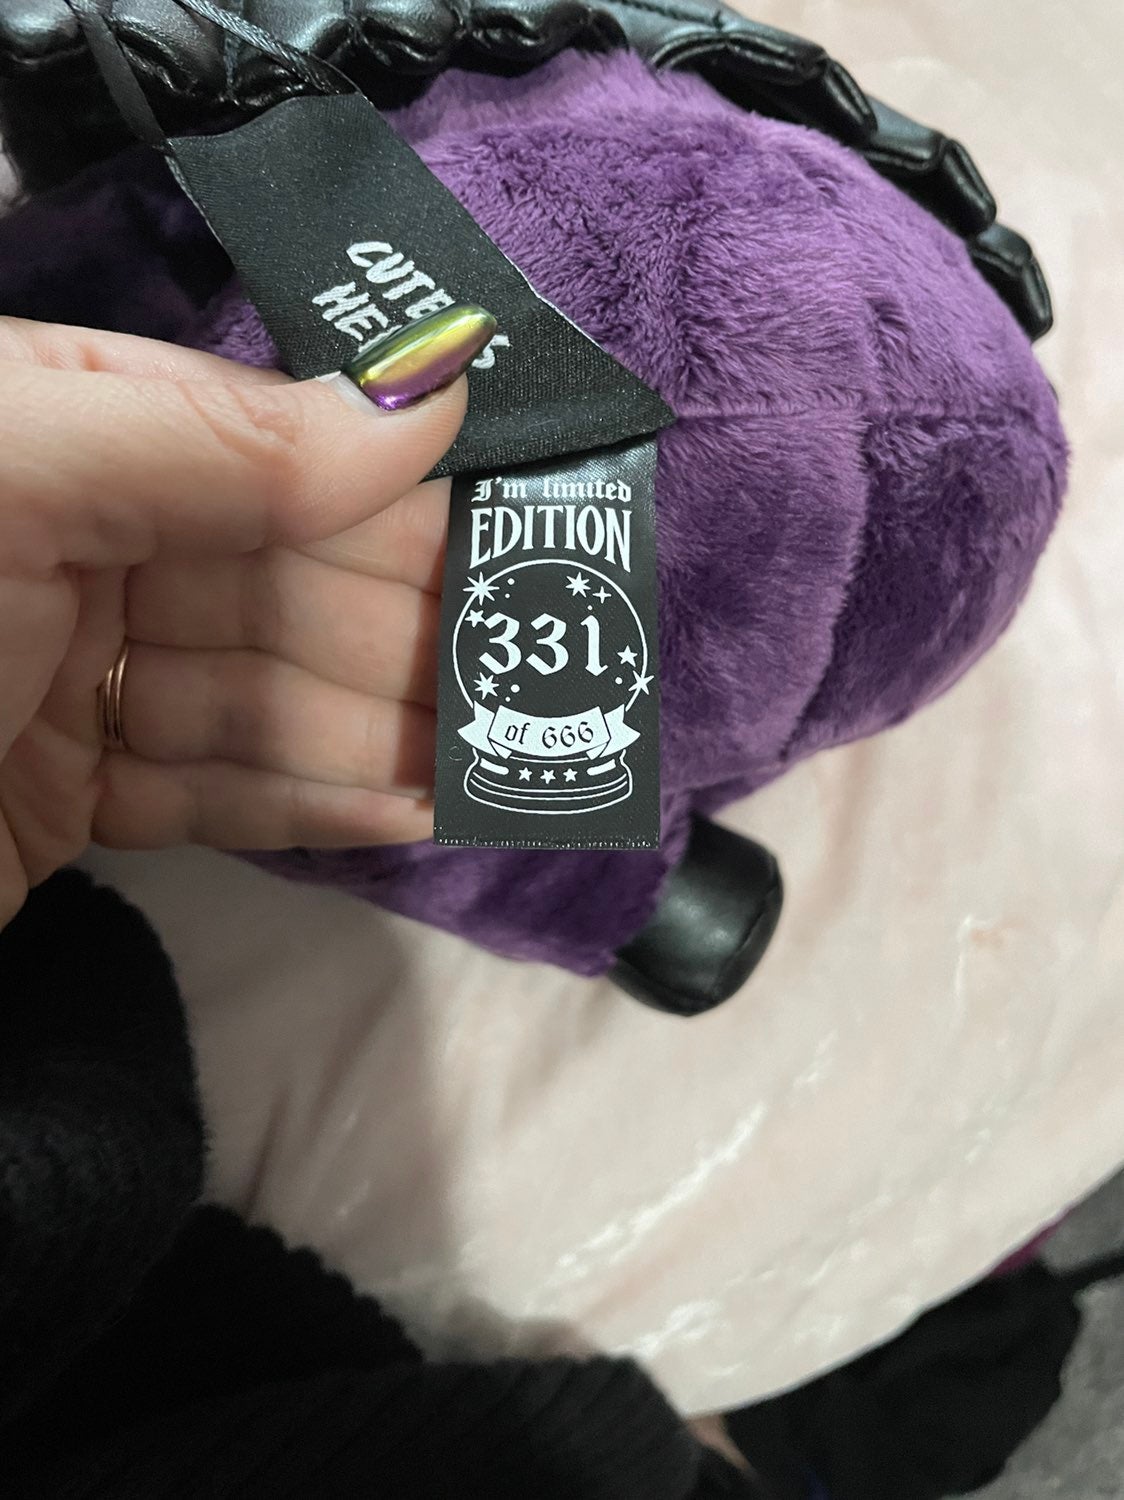 I'm limited
EDITION
331
of 666